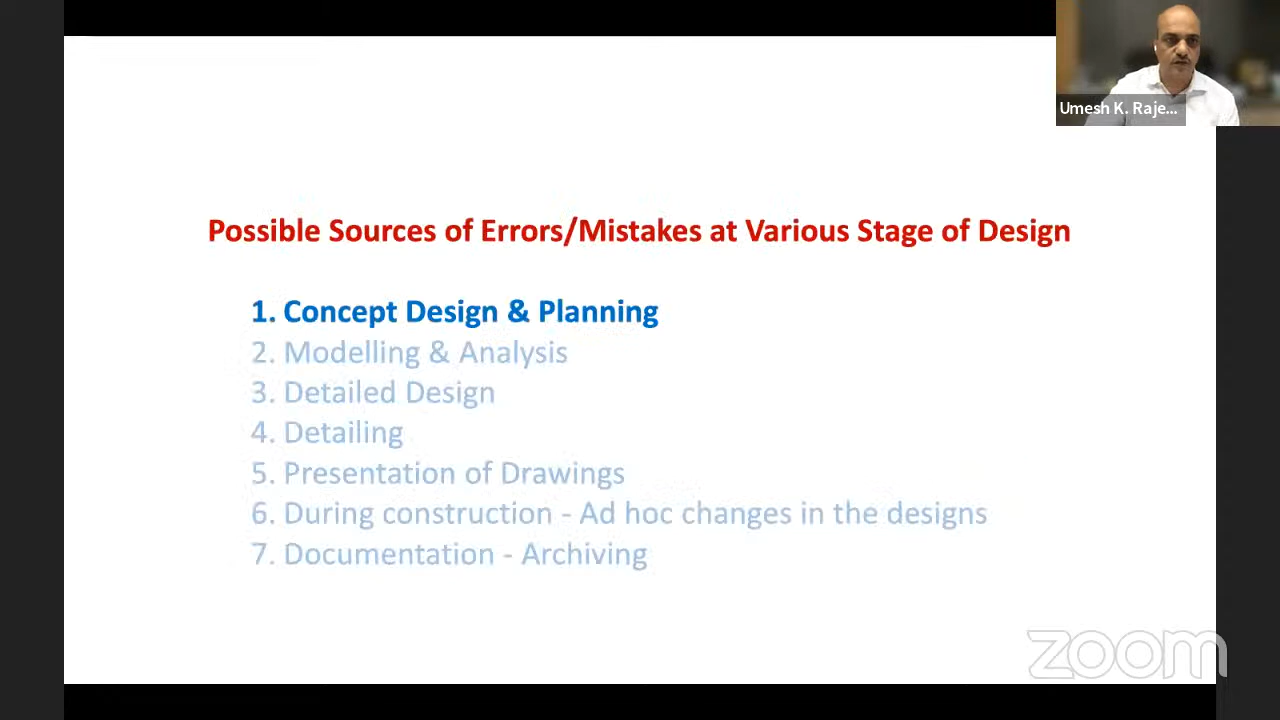 Umesh K. Raje...
Possible Sources of Errors/Mistakes at Various Stage of Design
1. Concept Design & Planning
2. Modelling & Analysis
3. Detailed Design
4. Detailing
5. Presentation of Drawings
6. During construction - Ad hoc changes in the designs
7. Documentation - Archiving
zoom